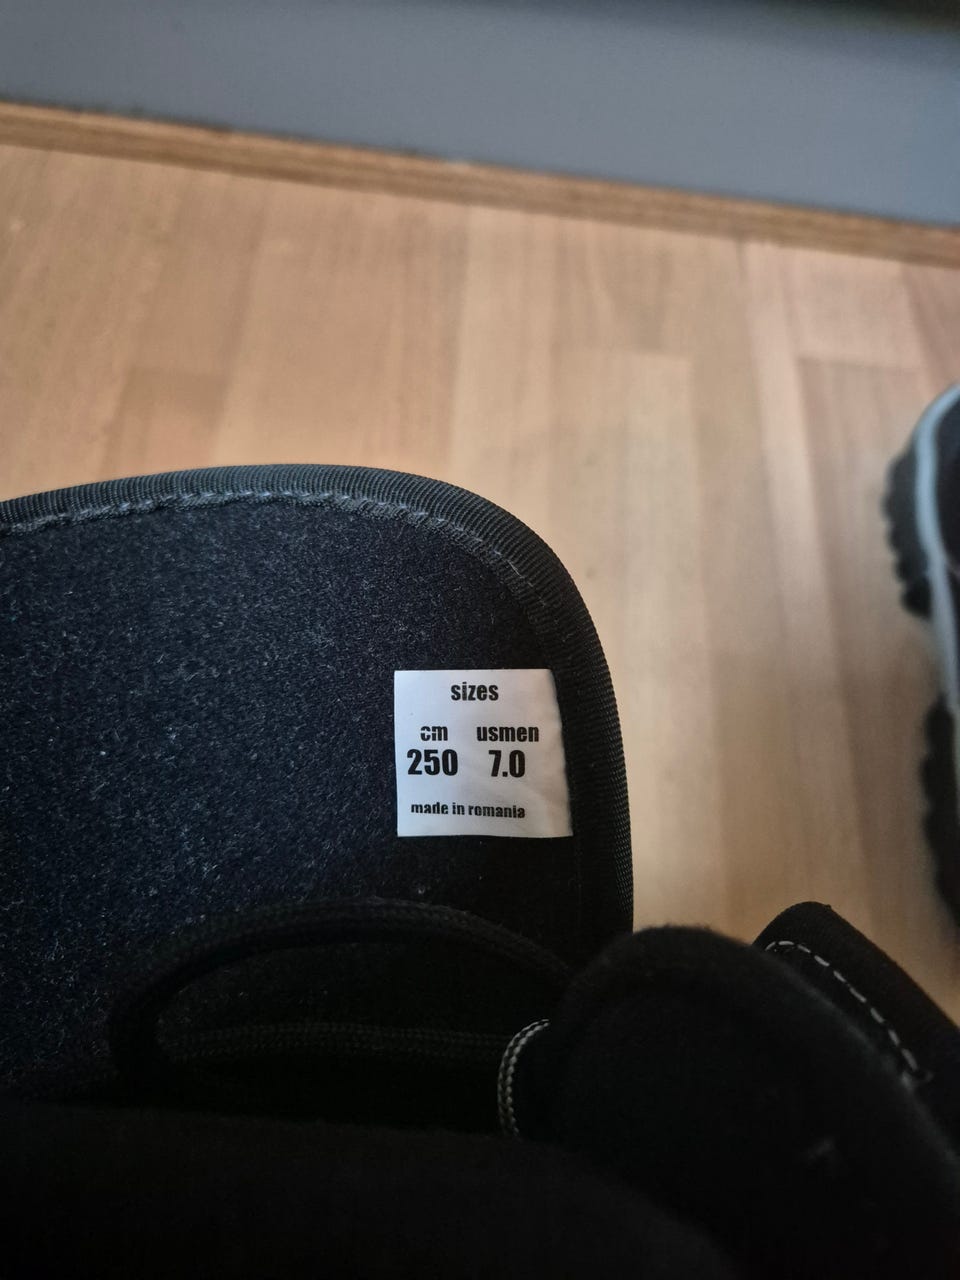 sizes
cm usmen
250 7.0
made in romania